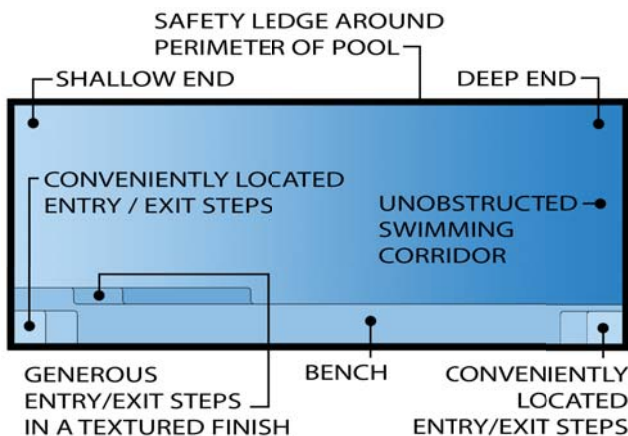 SAFETY LEDGE AROUND
PERIMETER OF POOL
SHALLOW END
DEEP END
CONVENIENTLY LOCATED
ENTRY / EXIT STEPS
UNOBSTRUCTED
SWIMMING
CORRIDOR
GENEROUS
ENTRY/EXIT STEPS
IN A TEXTURED FINISH
BENCH
CONVENIENTLY
LOCATED
ENTRY/EXIT STEPS